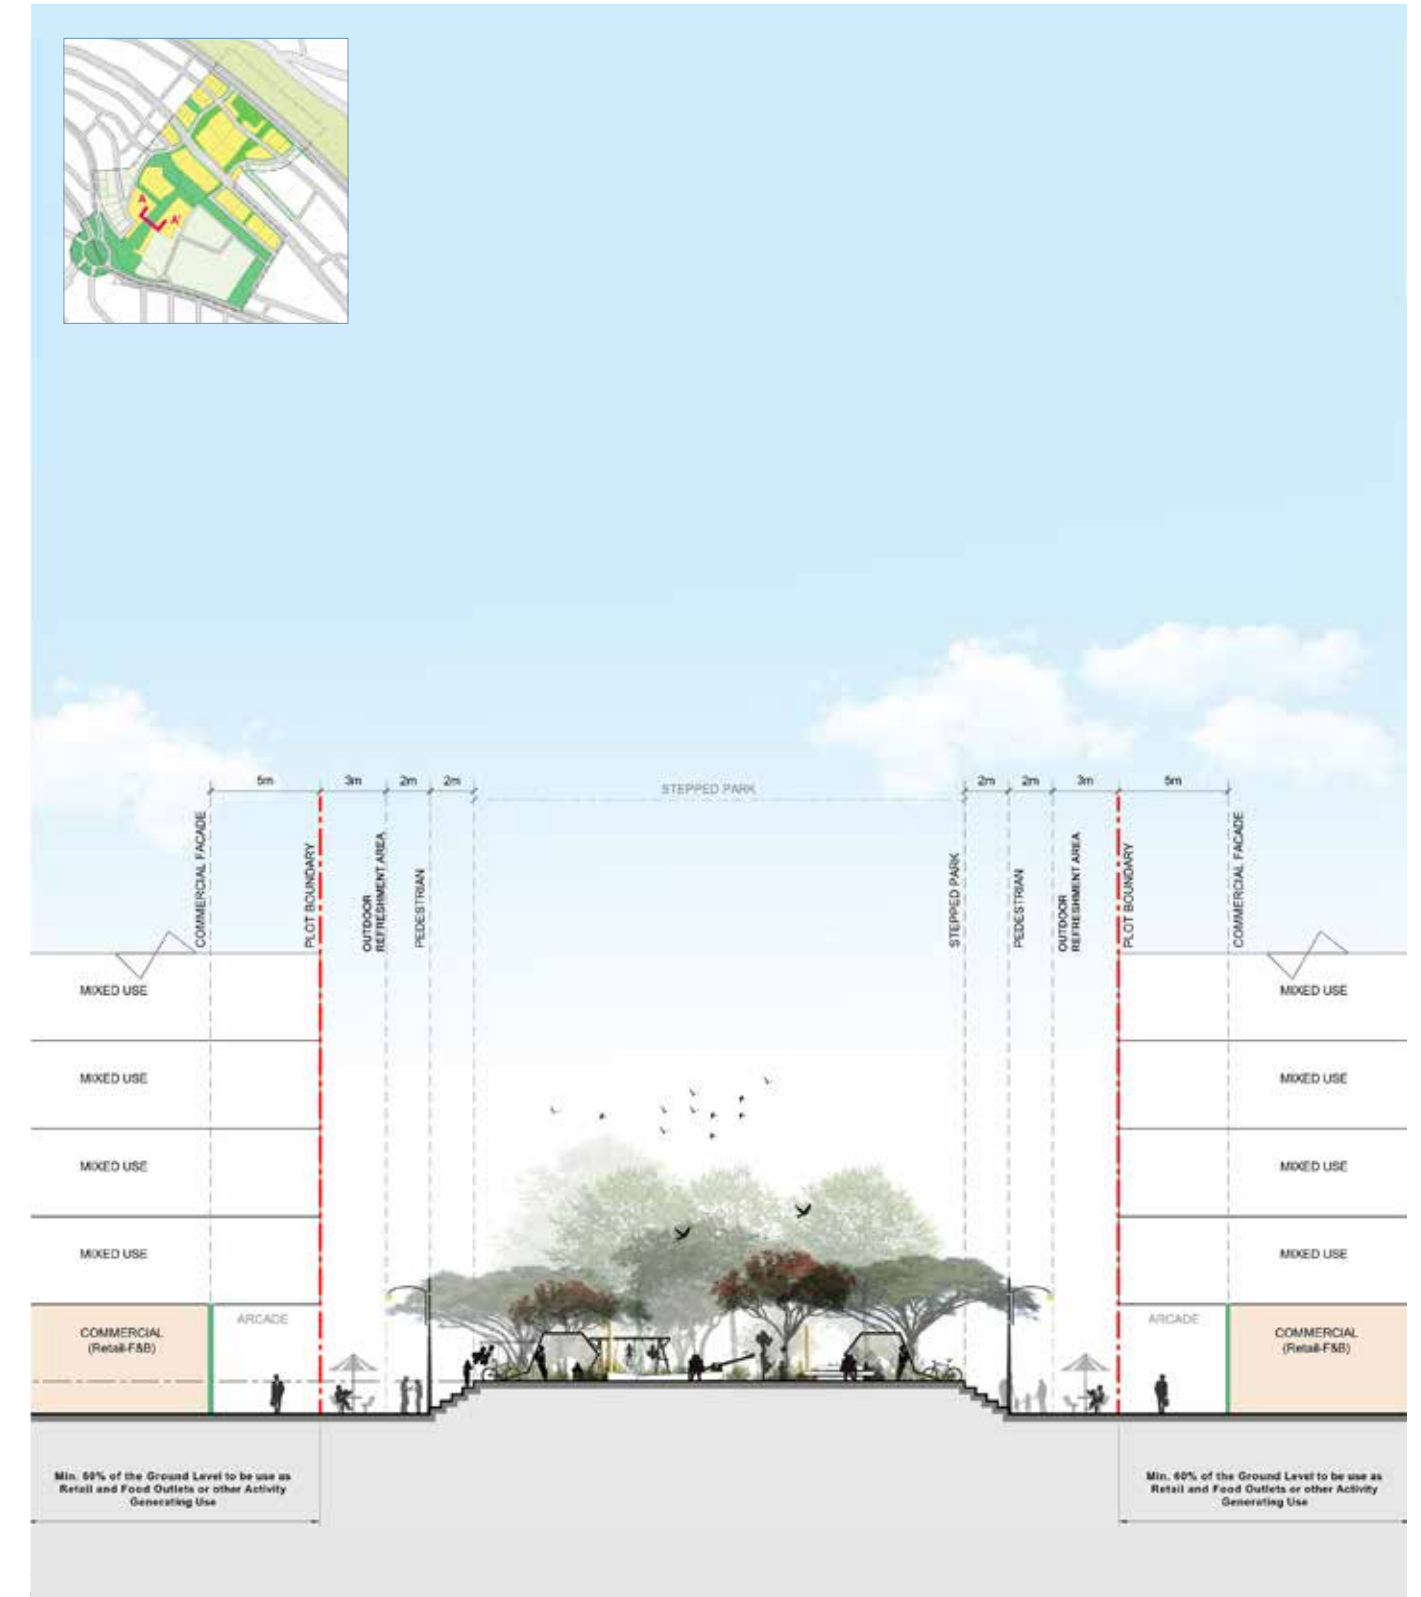 A
A'
5m
3m
2m
2m
STEPPED PARK
2m
2m
3m
5m
COMMERCIAL FACADE
PLOT BOUNDARY
OUTDOOR
REFRESHMENT AREA
PEDESTRIAN
STEPPED PARK
PEDESTRIAN
OUTDOOR
REFRESHMENT AREA
PLOT BOUNDARY
COMMERCIAL FACADE
MIXED USE
MIXED USE
MIXED USE
MIXED USE
MIXED USE
MIXED USE
MIXED USE
MIXED USE
COMMERCIAL
(Retail-F&B)
ARCADE
ARCADE
COMMERCIAL
(Retail-F&B)
Min. 60% of the Ground Level to be use as
Retail and Food Outlets or other Activity
Generating Use
Min. 60% of the Ground Level to be use as
Retail and Food Outlets or other Activity
Generating Use